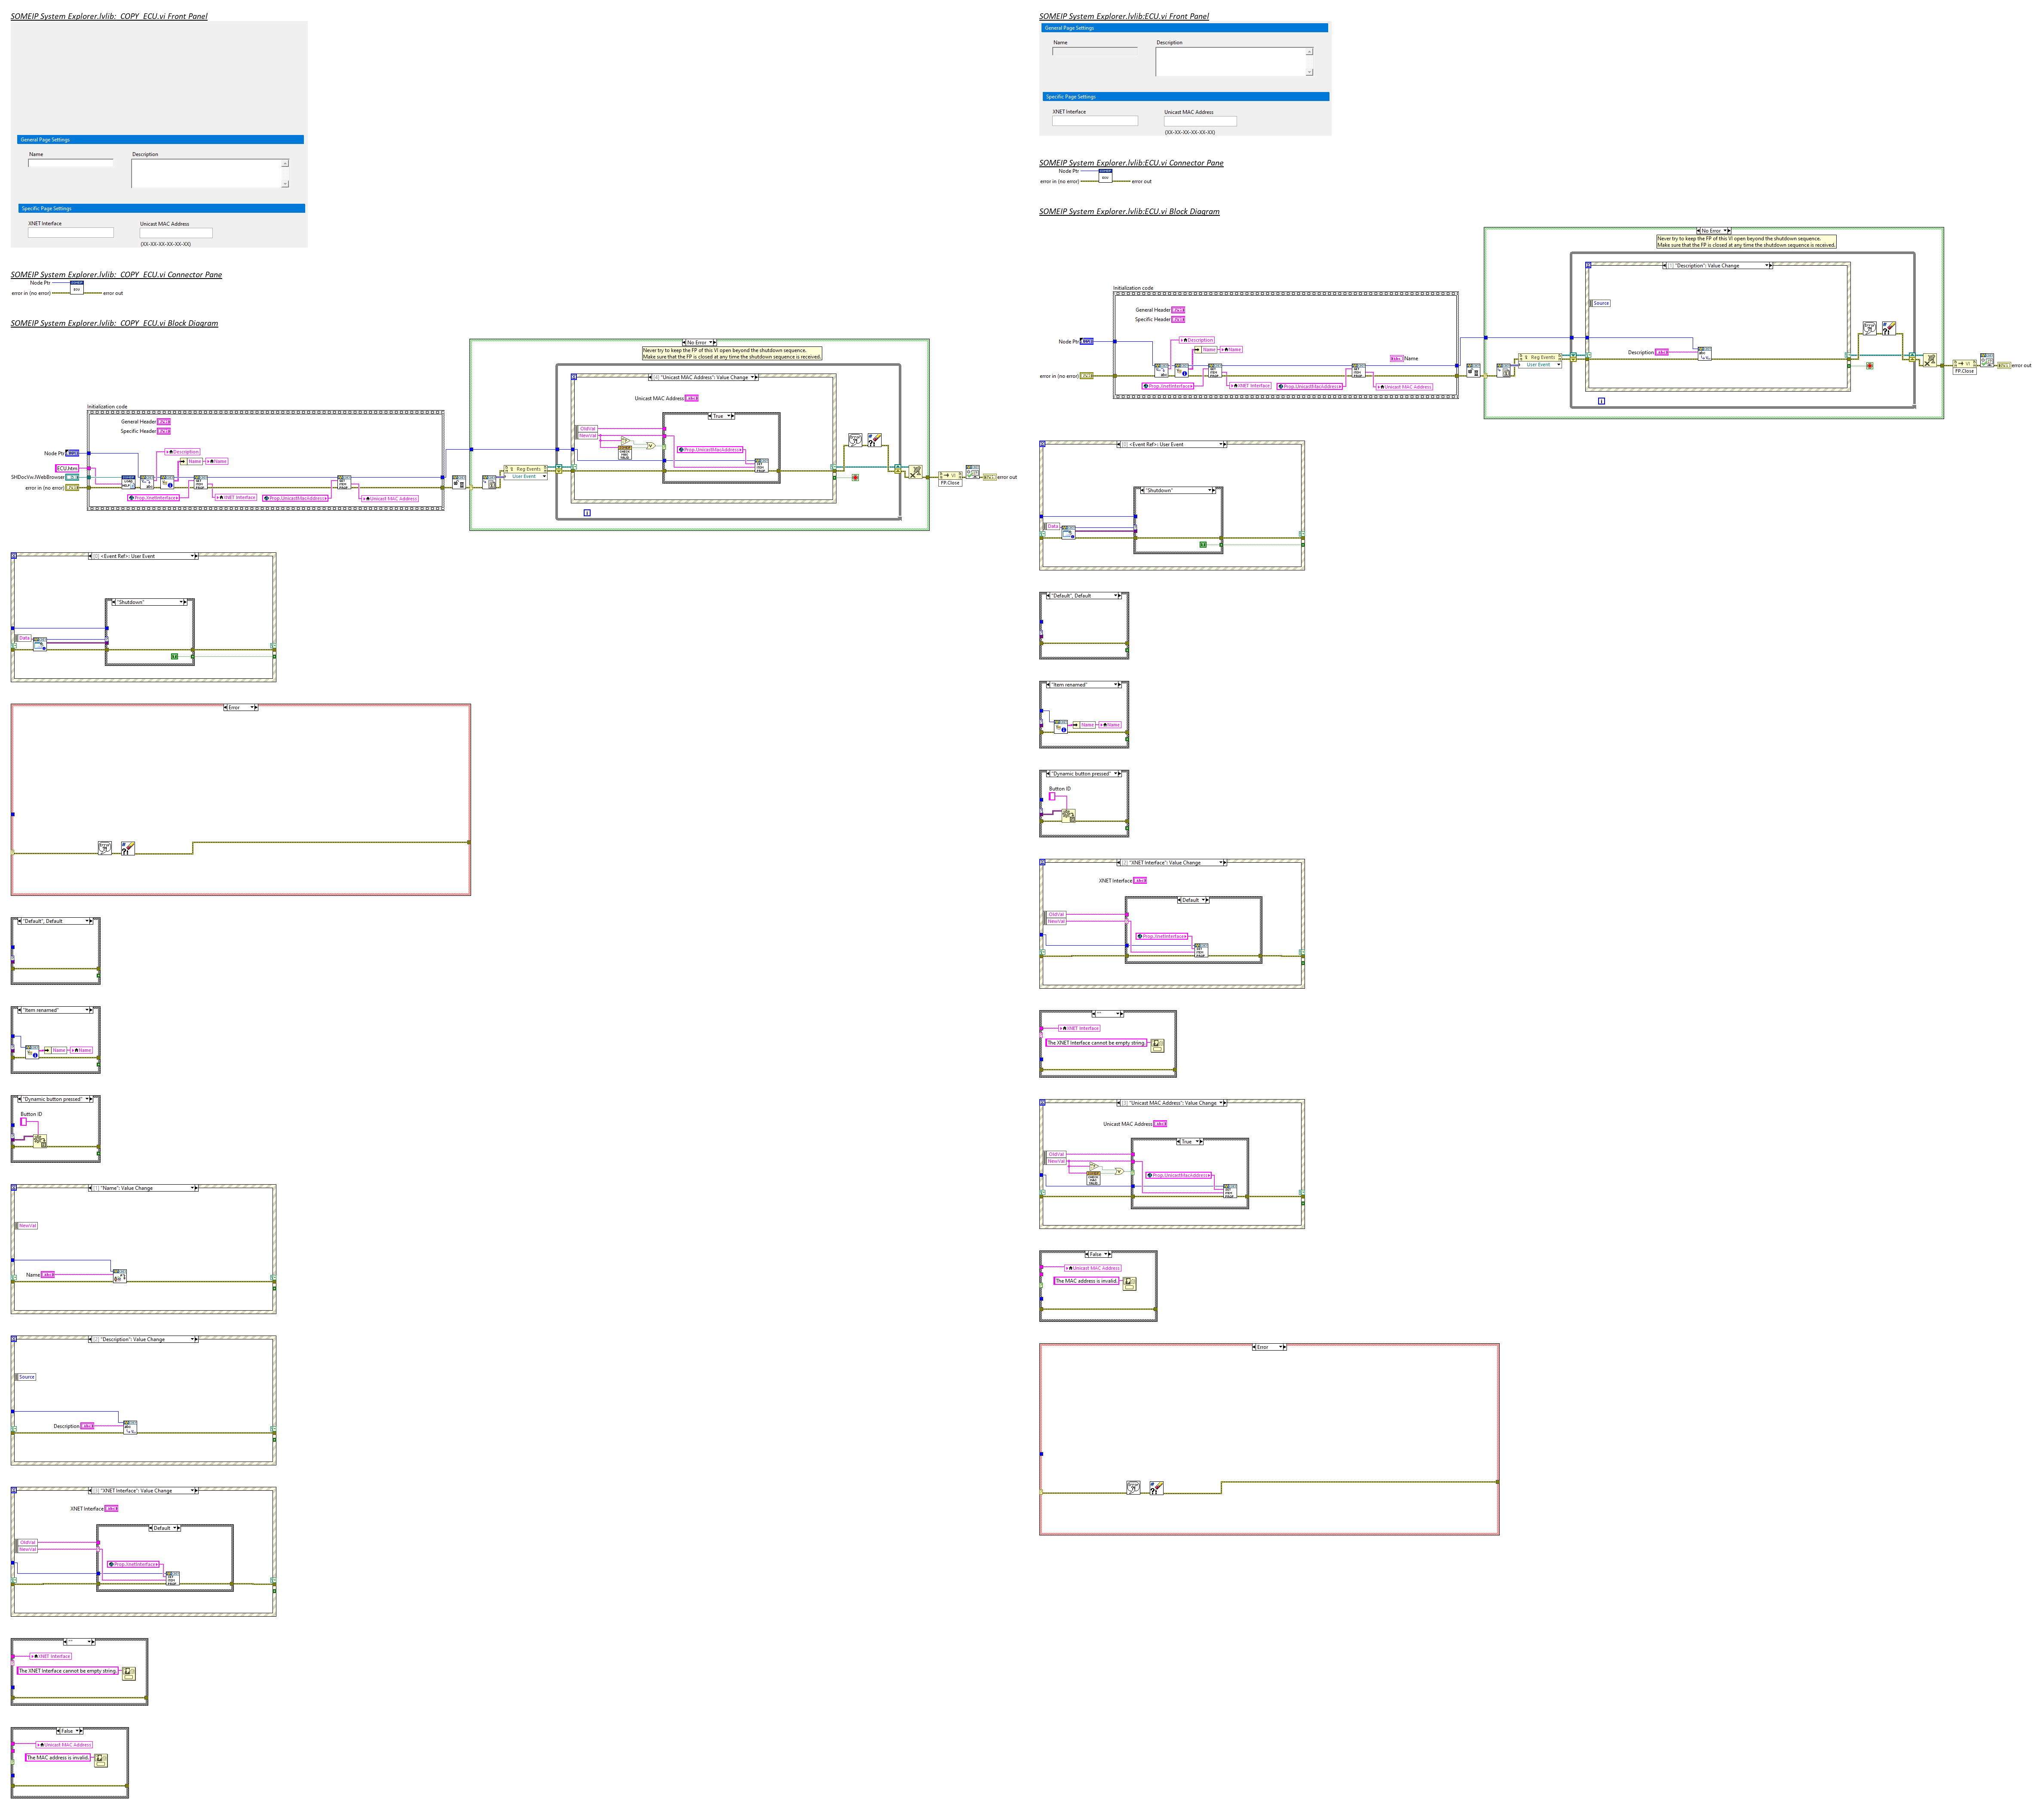 SOMEIP System Explorer.lvlib:_COPY_ECU.vi Front Panel
General Page Settings
Name
Description
Specific Page Settings
XNET Interface
Unicast MAC Address
(XX-XX-XX-XX-XX-XX)
SOMEIP System Explorer.lvlib:_COPY_ECU.vi Connector Pane
Node Ptr
error in (no error)
error out
SOMEIP System Explorer.lvlib:_COPY_ECU.vi Block Diagram
No Error
Never try to keep the FP of this VI open beyond the shutdown sequence.
Make sure that the FP is closed at any time the shutdown sequence is received.
[4] "Unicast MAC Address": Value Change
Unicast MAC Address
True
OldVal
NewVal
Prop.UnicastMacAddress
Initialization code
General Header
Specific Header
Node Ptr
ECU.htm
SHDocVw.IWebBrowser
error in (no error)
Description
Name
Name
Prop.XnetInterface
XNET Interface
Prop.UnicastMacAddress
Unicast MAC Address
Reg Events
User Event
VI
FP.Close
error out
[0] <Event Ref>: User Event
"Shutdown"
Data
Error
"Default", Default
"Item renamed"
Name
Name
"Dynamic button pressed"
Button ID
[1] "Name": Value Change
NewVal
Name
[2] "Description": Value Change
Source
Description
[3] "XNET Interface": Value Change
XNET Interface
Default
OldVal
NewVal
Prop.XnetInterface
""
XNET Interface
The XNET Interface cannot be empty string.
False
Unicast MAC Address
The MAC address is invalid.
SOMEIP System Explorer.lvlib:ECU.vi Front Panel
General Page Settings
Name
Description
Specific Page Settings
XNET Interface
Unicast MAC Address
(XX-XX-XX-XX-XX-XX)
SOMEIP System Explorer.lvlib:ECU.vi Connector Pane
Node Ptr
error in (no error)
error out
SOMEIP System Explorer.lvlib:ECU.vi Block Diagram
No Error
Never try to keep the FP of this VI open beyond the shutdown sequence.
Make sure that the FP is closed at any time the shutdown sequence is received.
[1] "Description": Value Change
Source
Description
Initialization code
General Header
Specific Header
Node Ptr
error in (no error)
Description
Name
Name
Name
Prop.XnetInterface
XNET Interface
Prop.UnicastMacAddress
Unicast MAC Address
Reg Events
User Event
VI
FP.Close
error out
[0] <Event Ref>: User Event
"Shutdown"
Data
"Default", Default
"Item renamed"
Name
Name
"Dynamic button pressed"
Button ID
[2] "XNET Interface": Value Change
XNET Interface
Default
OldVal
NewVal
Prop.XnetInterface
""
XNET Interface
The XNET Interface cannot be empty string.
[3] "Unicast MAC Address": Value Change
Unicast MAC Address
True
OldVal
NewVal
Prop.UnicastMacAddress
False
Unicast MAC Address
The MAC address is invalid.
Error